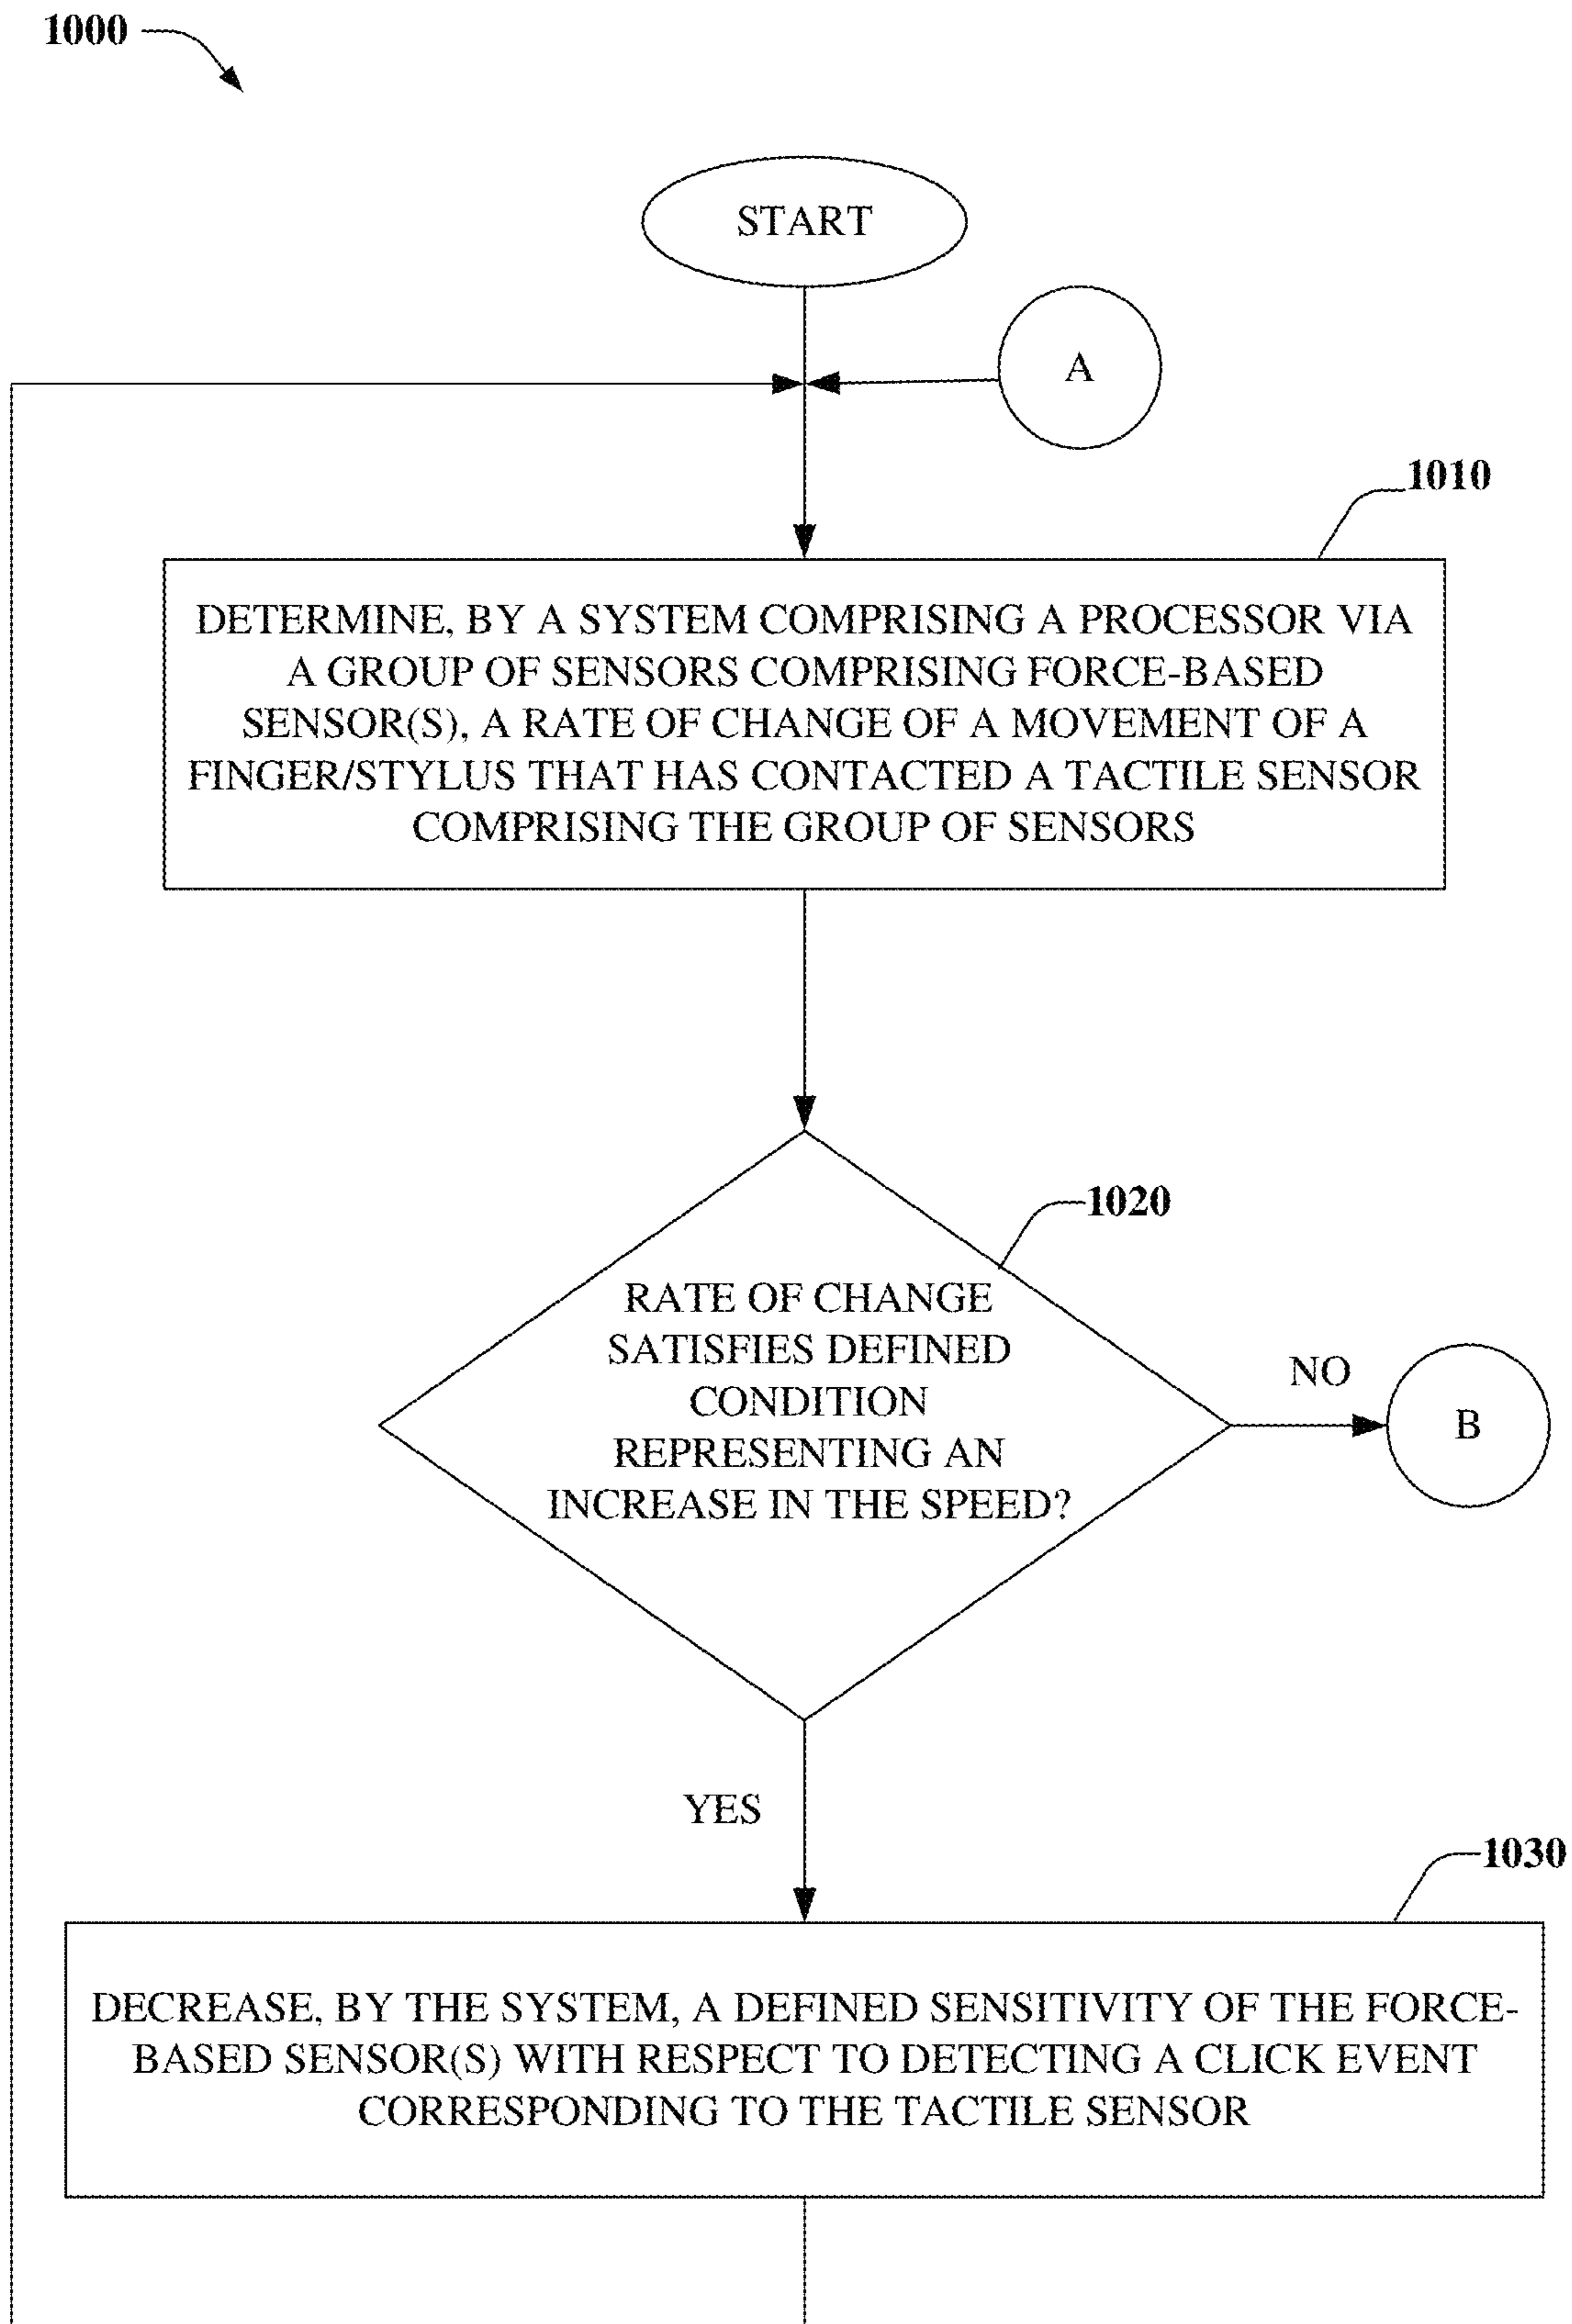 1000
START
A
1010
DETERMINE, BY A SYSTEM COMPRISING A PROCESSOR VIA
A GROUP OF SENSORS COMPRISING FORCE-BASED
SENSOR(S), A RATE OF CHANGE OF A MOVEMENT OF A
FINGER/STYLUS THAT HAS CONTACTED A TACTILE SENSOR
COMPRISING THE GROUP OF SENSORS
1020
RATE OF CHANGE
SATISFIES DEFINED
CONDITION
REPRESENTING AN
INCREASE IN THE SPEED?
NO
B
YES
1030
DECREASE, BY THE SYSTEM, A DEFINED SENSITIVITY OF THE FORCE-
BASED SENSOR(S) WITH RESPECT TO DETECTING A CLICK EVENT
CORRESPONDING TO THE TACTILE SENSOR